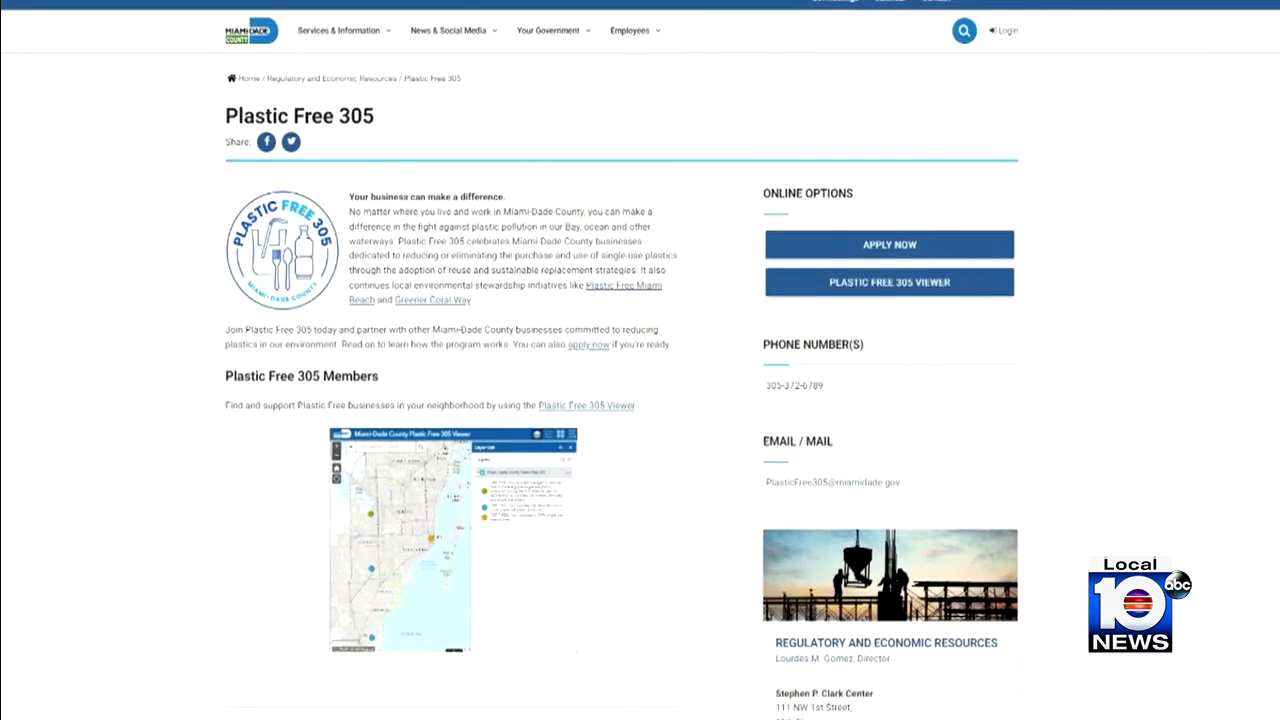 MIAMI-DADE
COUNTY
Services & Information
News & Social Media
Your Government
Employees
Login
Home / Regulatory and Economic Resources / Plastic Free 305
Plastic Free 305
Share:
PLASTIC FREE 305
MIAMI-DADE COUNTY
Your business can make a difference.
No matter where you live and work in Miami-Dade County, you can make a
difference in the fight against plastic pollution in our Bay, ocean and other
waterways. Plastic Free 305 celebrates Miami-Dade County businesses
dedicated to reducing or eliminating the purchase and use of single-use plastics
through the adoption of reuse and sustainable replacement strategies. It also
continues local environmental stewardship initiatives like Plastic Free Miami
Beach and Greener Coral Way
Join Plastic Free 305 today and partner with other Miami-Dade County businesses committed to reducing
plastics in our environment. Read on to learn how the program works. You can also apply now if you're ready
Plastic Free 305 Members
Find and support Plastic Free businesses in your neighborhood by using the Plastic Free 305 Viewer
Miami-Dade County Plastic Free 305 Viewer
Layer List
Layers
ONLINE OPTIONS
APPLY NOW
PLASTIC FREE 305 VIEWER
PHONE NUMBER(S)
305-372-6789
EMAIL / MAIL
PlasticFree305@miamidade.gov
REGULATORY AND ECONOMIC RESOURCES
Lourdes M. Gomez, Director
Stephen P. Clark Center
111 NW 1st Street,
Local
10
abc
NEWS